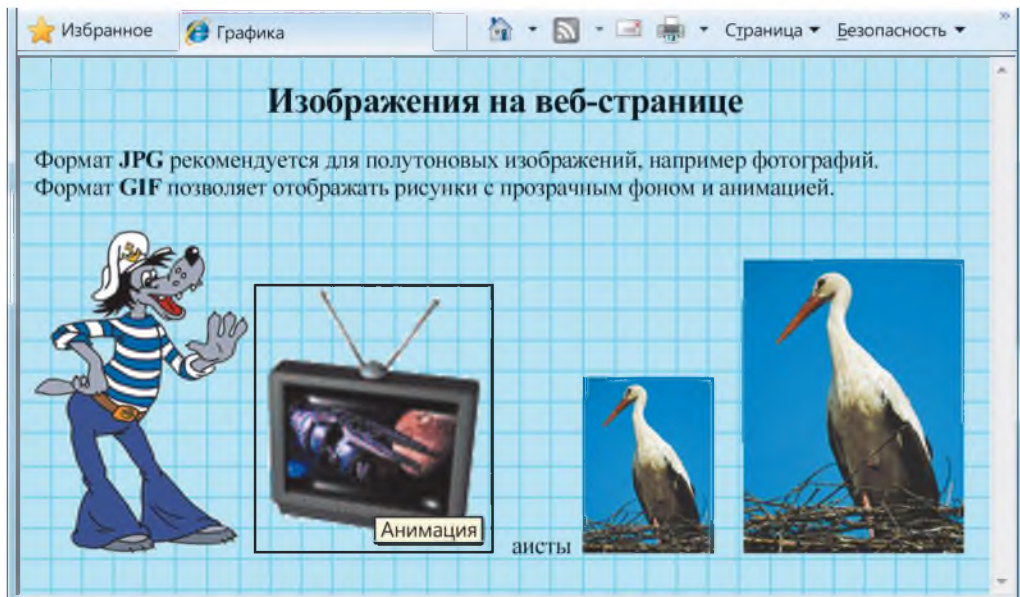 Избранное Графика Страница Безопасность
Изображения на веб-странице
Формат JPG рекомендуется для полутоновых изображений, например фотографий.
Формат GIF позволяет отображать рисунки с прозрачным фоном и анимацией.
Анимация
аисты